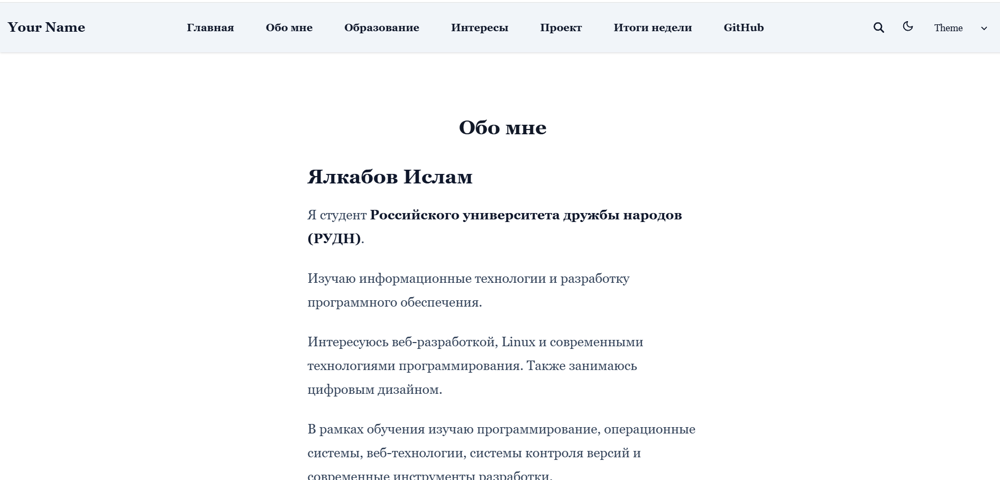 Your Name Главная Обо мне Образование Интересы Проект Итоги недели GitHub Theme
Обо мне
Ялкабов Ислам
Я студент Российского университета дружбы народов
(РУДН).
Изучаю информационные технологии и разработку
программного обеспечения.
Интересуюсь веб-разработкой, Linux и современными
технологиями программирования. Также занимаюсь
цифровым дизайном.
В рамках обучения изучаю программирование, операционные
системы, веб-технологии, системы контроля версий и
современные инструменты разработки.